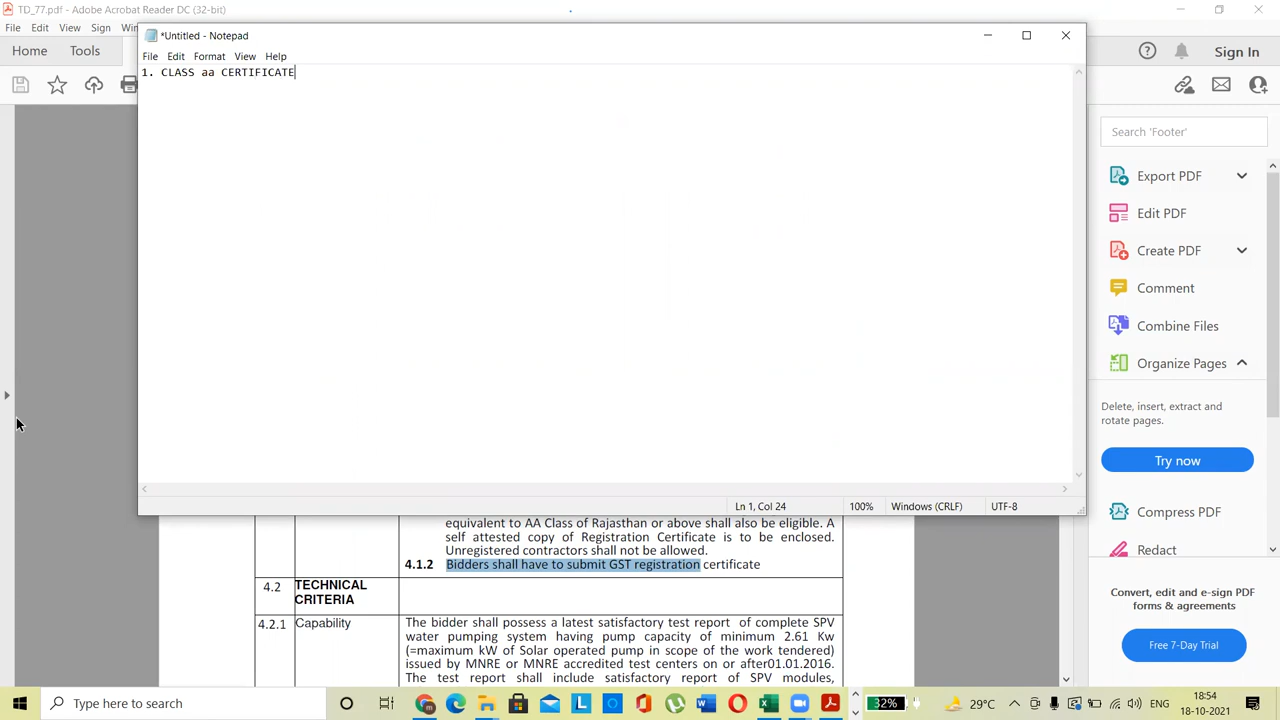 TD_77.pdf - Adobe Acrobat Reader DC (32-bit)
File Edit View Sign Win
Home Tools
Sign In
*Untitled - Notepad
File Edit Format View Help
1. CLASS aa CERTIFICATE
Ln 1, Col 24 100% Windows (CRLF) UTF-8
Search 'Footer'
Export PDF
Edit PDF
Create PDF
Comment
Combine Files
Organize Pages
Delete, insert, extract and
rotate pages.
Try now
Compress PDF
Redact
Convert, edit and e-sign PDF
forms & agreements
Free 7-Day Trial
equivalent to AA Class of Rajasthan or above shall also be eligible. A
self attested copy of Registration Certificate is to be enclosed.
Unregistered contractors shall not be allowed.
4.1.2 Bidders shall have to submit GST registration certificate
4.2 TECHNICAL
CRITERIA
4.2.1 Capability
The bidder shall possess a latest satisfactory test report of complete SPV
water pumping system having pump capacity of minimum 2.61 Kw
(=maximum kW of Solar operated pump in scope of the work tendered)
issued by MNRE or MNRE accredited test centers on or after01.01.2016.
The test report shall include satisfactory report of SPV modules,
Type here to search
32%
29°C
ENG
18:54
18-10-2021